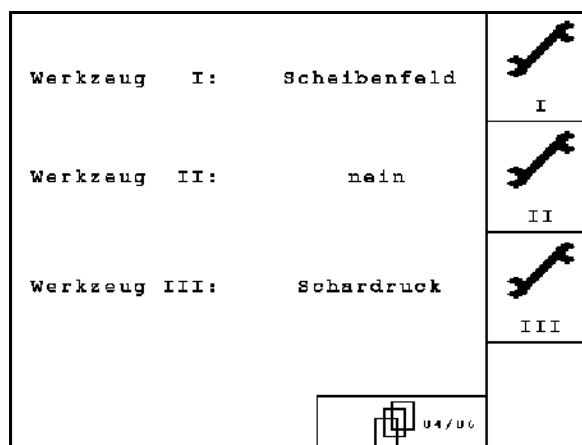 Werkzeug I: Scheibenfeld
I
Werkzeug II: nein
II
Werkzeug III: Schardruck
III
04/06